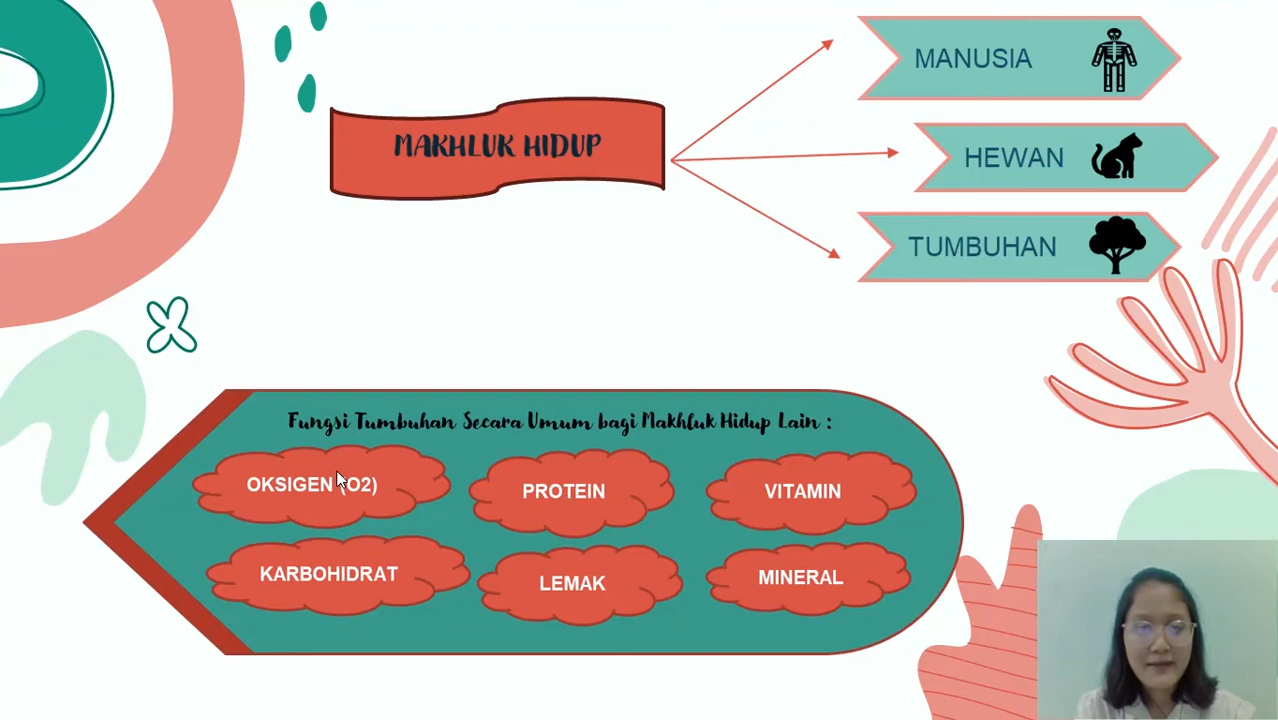 MAKHLUK HIDUP
MANUSIA
HEWAN
TUMBUHAN
Fungsi Tumbuhan Secara Umum bagi Makhluk Hidup Lain :
OKSIGEN (O2)
PROTEIN
VITAMIN
KARBOHIDRAT
LEMAK
MINERAL